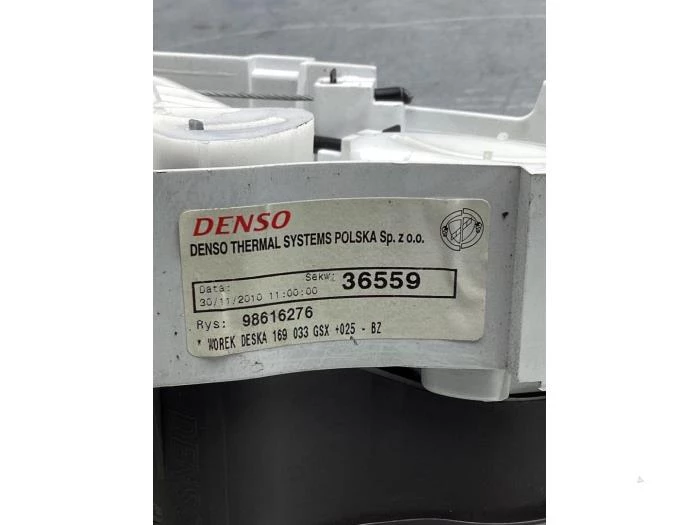 DENSO
DENSO THERMAL SYSTEMS POLSKA Sp. z o.o.
Data: Sekw: 36559
30/11/2010 11:00:00
Rys: 98616276
* WOREK DESKA 169 033 GSX +025 - BZ